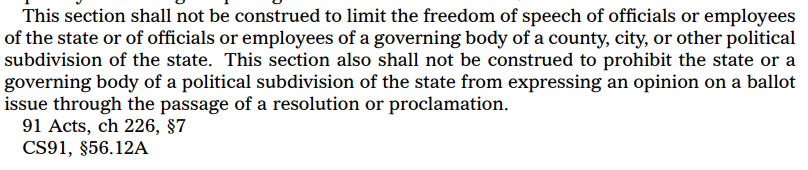 This section shall not be construed to limit the freedom of speech of officials or employees
of the state or of officials or employees of a governing body of a county, city, or other political
subdivision of the state. This section also shall not be construed to prohibit the state or a
governing body of a political subdivision of the state from expressing an opinion on a ballot
issue through the passage of a resolution or proclamation.
91 Acts, ch 226, §7
CS91, §56.12A